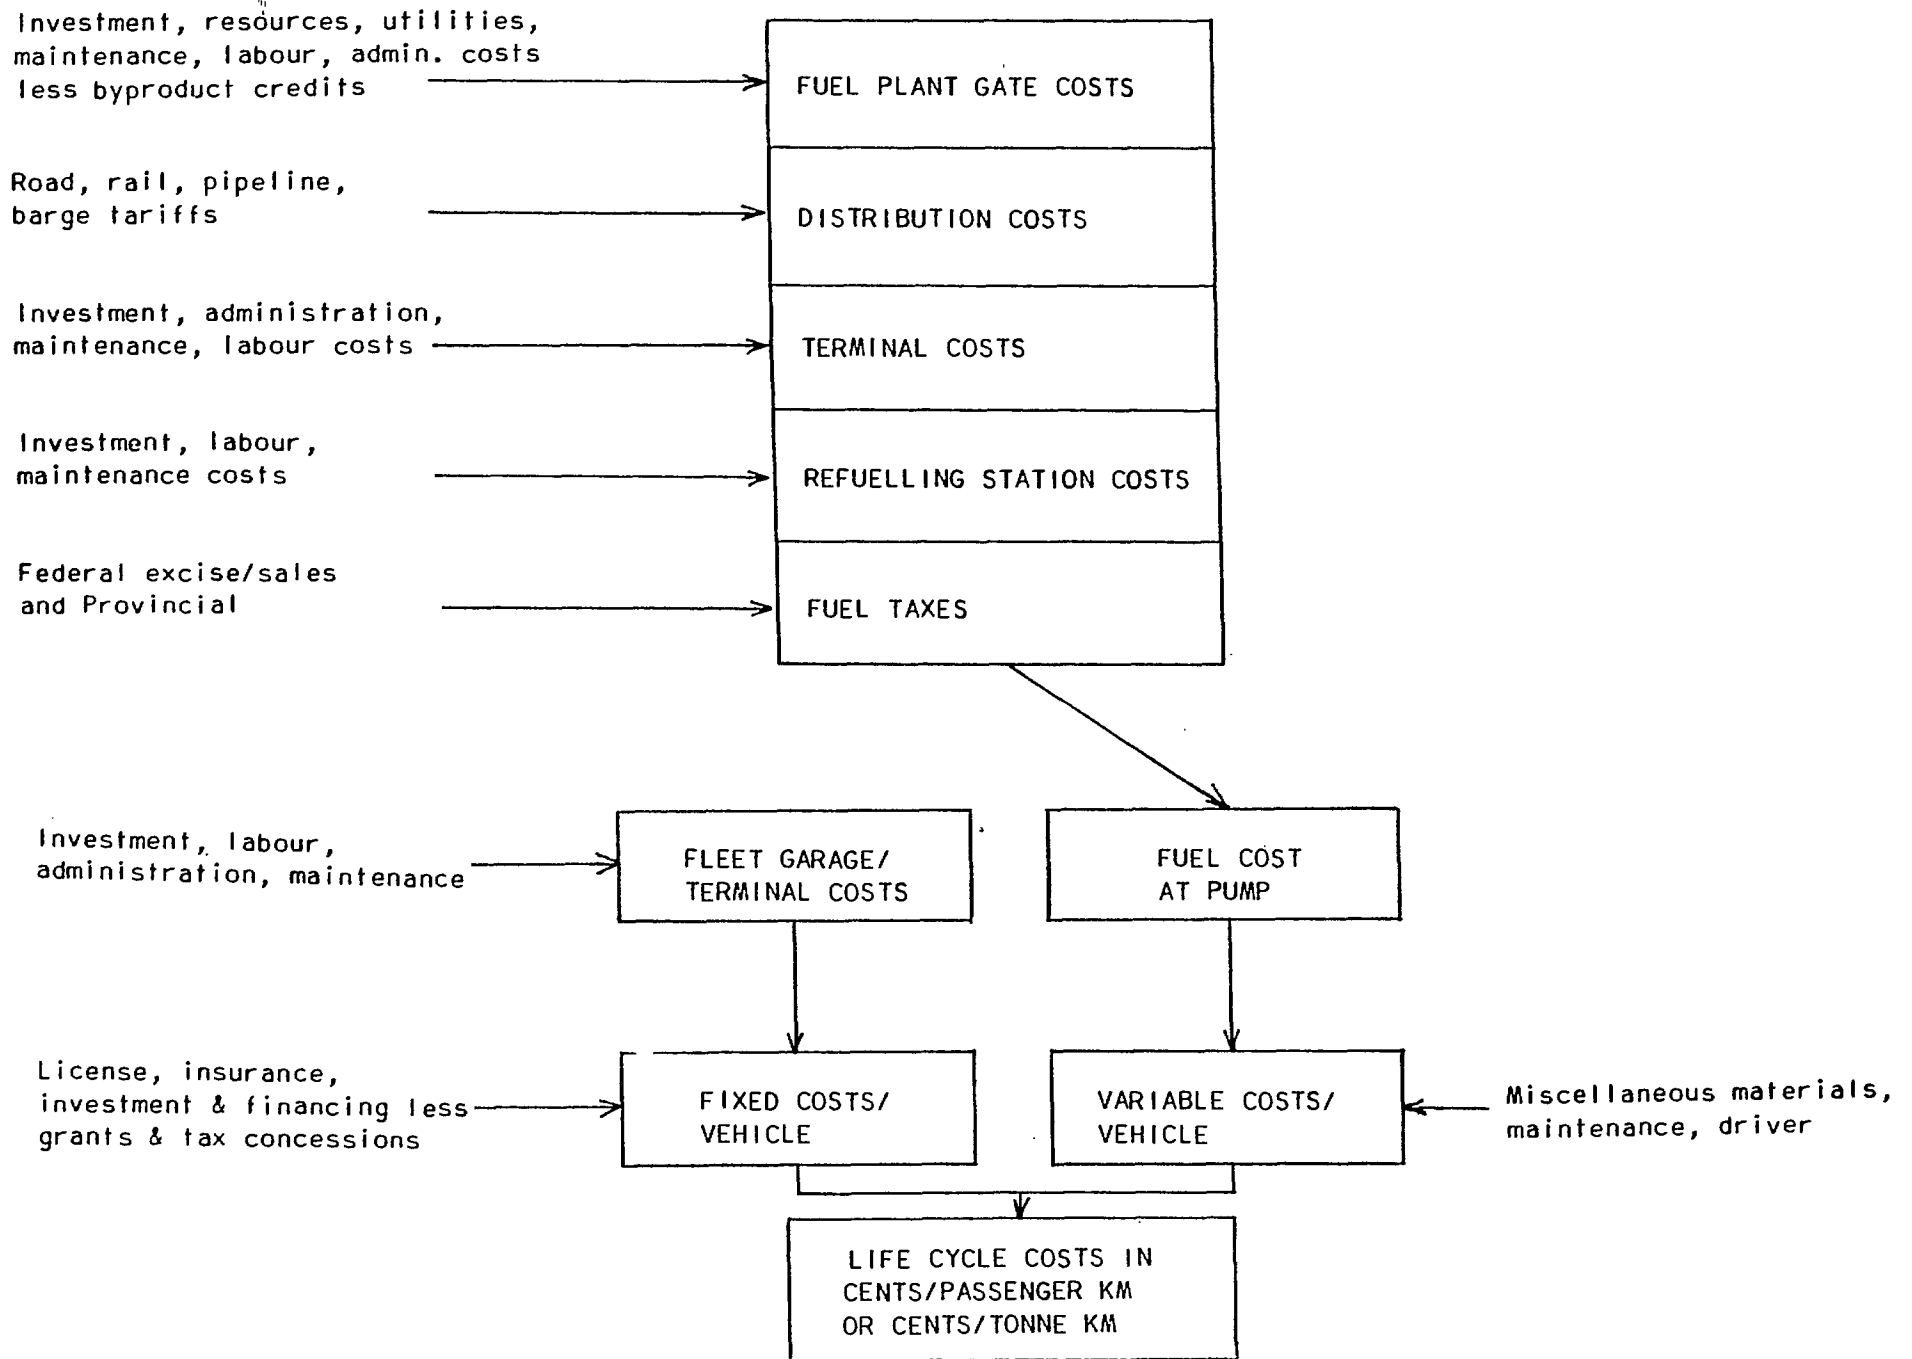 Investment, resources, utilities,
maintenance, labour, admin. costs
less byproduct credits
FUEL PLANT GATE COSTS
Road, rail, pipeline,
barge tariffs
DISTRIBUTION COSTS
Investment, administration,
maintenance, labour costs
TERMINAL COSTS
Investment, labour,
maintenance costs
REFUELLING STATION COSTS
Federal excise/sales
and Provincial
FUEL TAXES
Investment, labour,
administration, maintenance
FLEET GARAGE/
TERMINAL COSTS
FUEL COST
AT PUMP
License, insurance,
investment & financing less
grants & tax concessions
FIXED COSTS/
VEHICLE
VARIABLE COSTS/
VEHICLE
Miscellaneous materials,
maintenance, driver
LIFE CYCLE COSTS IN
CENTS/PASSENGER KM
OR CENTS/TONNE KM